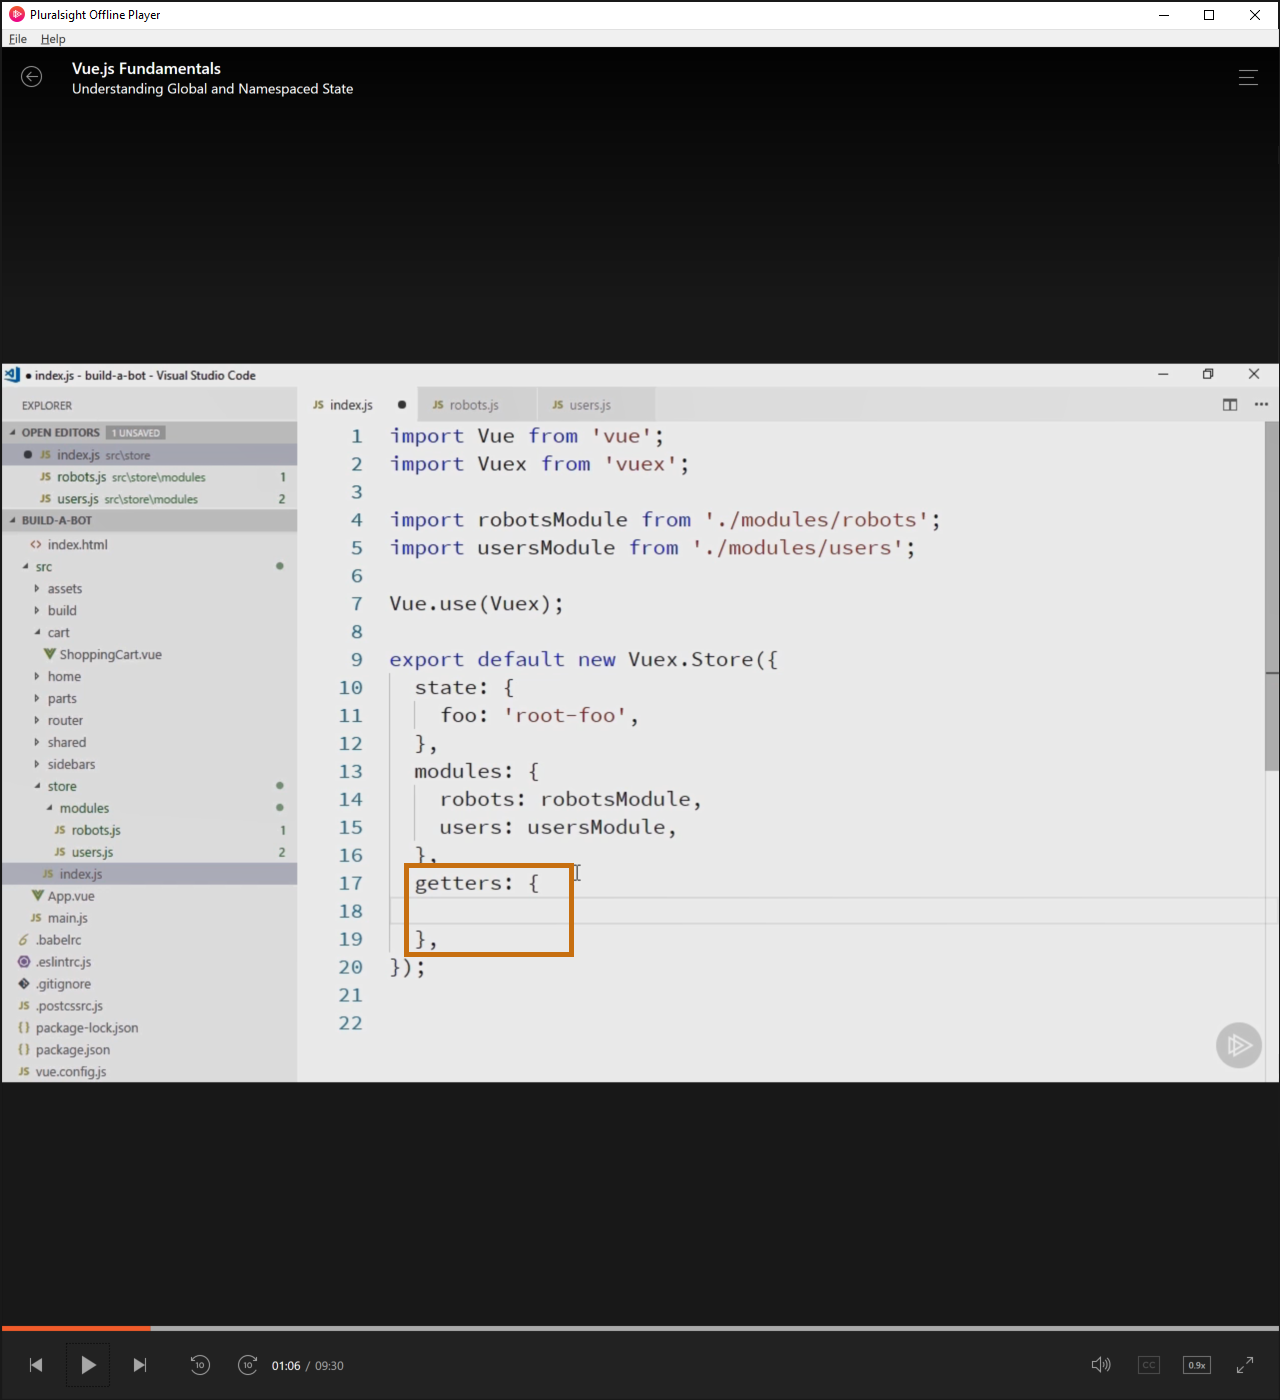 Pluralsight Offline Player
File Help
Vue.js Fundamentals
Understanding Global and Namespaced State
● index.js - build-a-bot - Visual Studio Code
EXPLORER
OPEN EDITORS 1 UNSAVED
● JS index.js src\store
JS robots.js src\store\modules 1
JS users.js src\store\modules 2
BUILD-A-BOT
<> index.html
src
assets
build
cart
ShoppingCart.vue
home
parts
router
shared
sidebars
store
modules
JS robots.js 1
JS users.js 2
JS index.js
App.vue
JS main.js
.babelrc
.eslintrc.js
.gitignore
JS .postcssrc.js
{} package-lock.json
{} package.json
JS vue.config.js
JS index.js ● JS robots.js JS users.js
1 import Vue from 'vue';
2 import Vuex from 'vuex';
3
4 import robotsModule from './modules/robots';
5 import usersModule from './modules/users';
6
7 Vue.use(Vuex);
8
9 export default new Vuex.Store({
10 state: {
11 foo: 'root-foo',
12 },
13 modules: {
14 robots: robotsModule,
15 users: usersModule,
16 },
17 getters: {
18
19 },
20 });
21
22
10 10 01:06 / 09:30 CC 0.9x